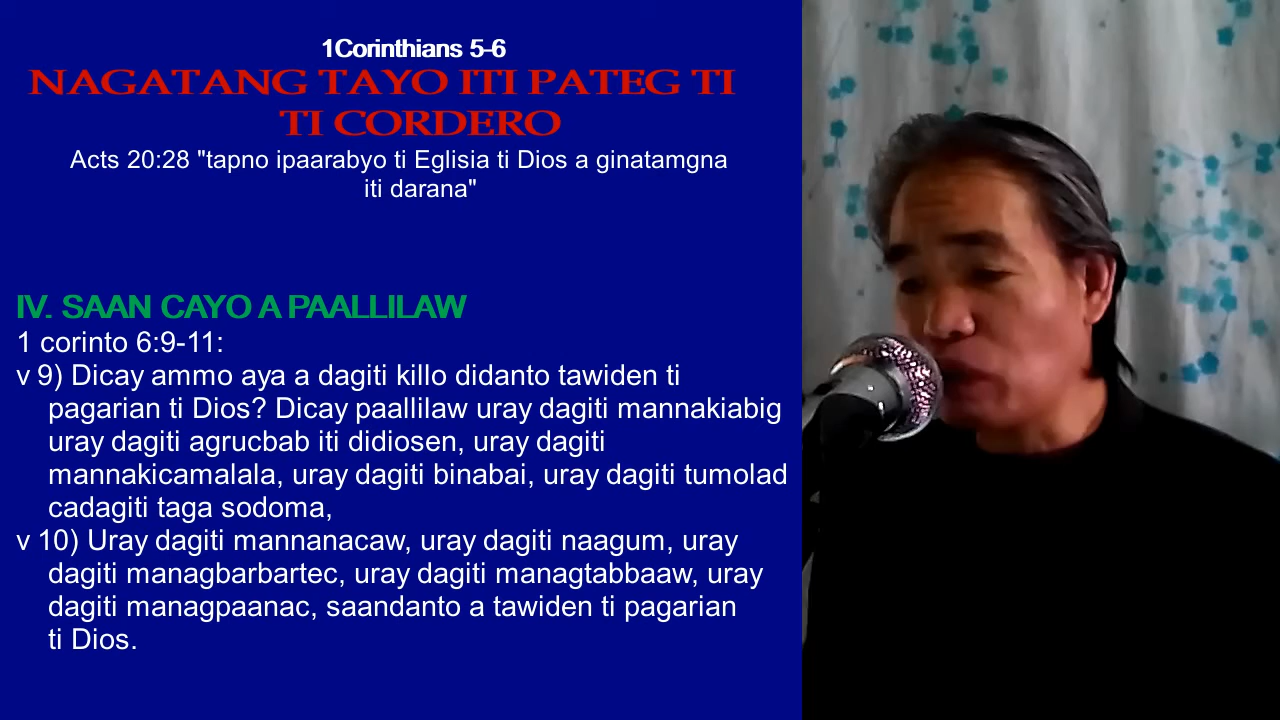 1Corinthians 5-6
NAGATANG TAYO ITI PATEG TI
TI CORDERO
Acts 20:28 "tapno ipaarabyo ti Eglisia ti Dios a ginatamgna
iti darana"
IV. SAAN CAYO A PAALLILAW
1 corinto 6:9-11:
v 9) Dicay ammo aya a dagiti killo didanto tawiden ti
pagarian ti Dios? Dicay paallilaw uray dagiti mannakiabig
uray dagiti agrucbab iti didiosen, uray dagiti
mannakicamalala, uray dagiti binabai, uray dagiti tumolad
cadagiti taga sodoma,
v 10) Uray dagiti mannanacaw, uray dagiti naagum, uray
dagiti managbarbartec, uray dagiti managtabbaaw, uray
dagiti managpaanac, saandanto a tawiden ti pagarian
ti Dios.